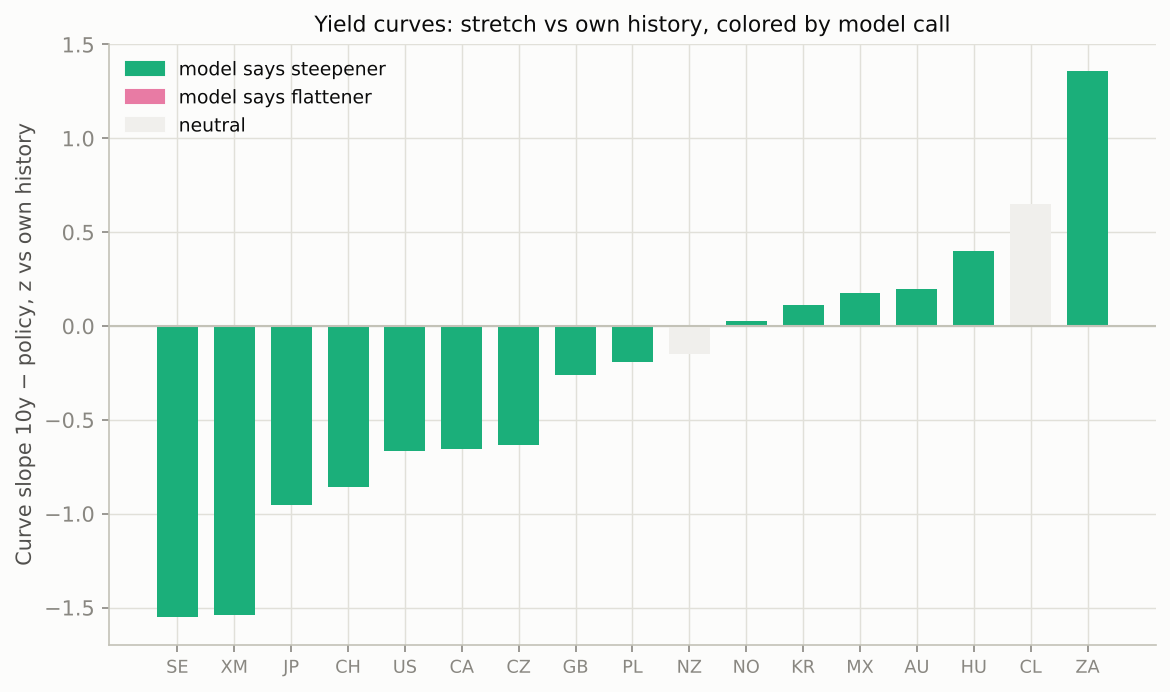 Yield curves: stretch vs own history, colored by model call
model says steepener
model says flattener
neutral
Curve slope 10y − policy, z vs own history
1.5
1.0
0.5
0.0
−0.5
−1.0
−1.5
SE XM JP CH US CA CZ GB PL NZ NO KR MX AU HU CL ZA